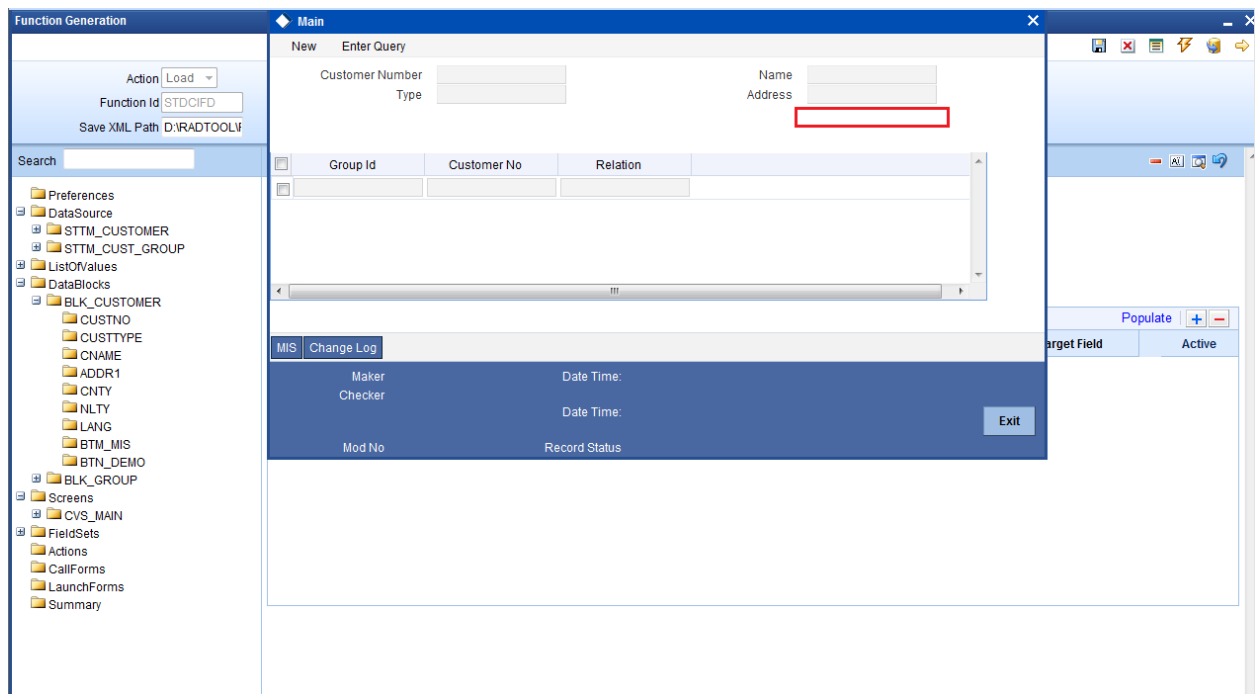 Function Generation
Main
New Enter Query
Action Load
Function Id STDCIFD
Save XML Path D:\RADTOOL\F
Customer Number
Name
Type
Address
Search
Group Id Customer No Relation
Preferences
DataSource
STTM_CUSTOMER
STTM_CUST_GROUP
ListOfValues
DataBlocks
BLK_CUSTOMER
CUSTNO
CUSTTYPE
CNAME
ADDR1
CNTY
NLTY
LANG
BTM_MIS
BTN_DEMO
BLK_GROUP
Screens
CVS_MAIN
FieldSets
Actions
CallForms
LaunchForms
Summary
MIS Change Log
Maker Date Time:
Checker
Date Time:
Mod No Record Status
Exit
Populate
arget Field Active